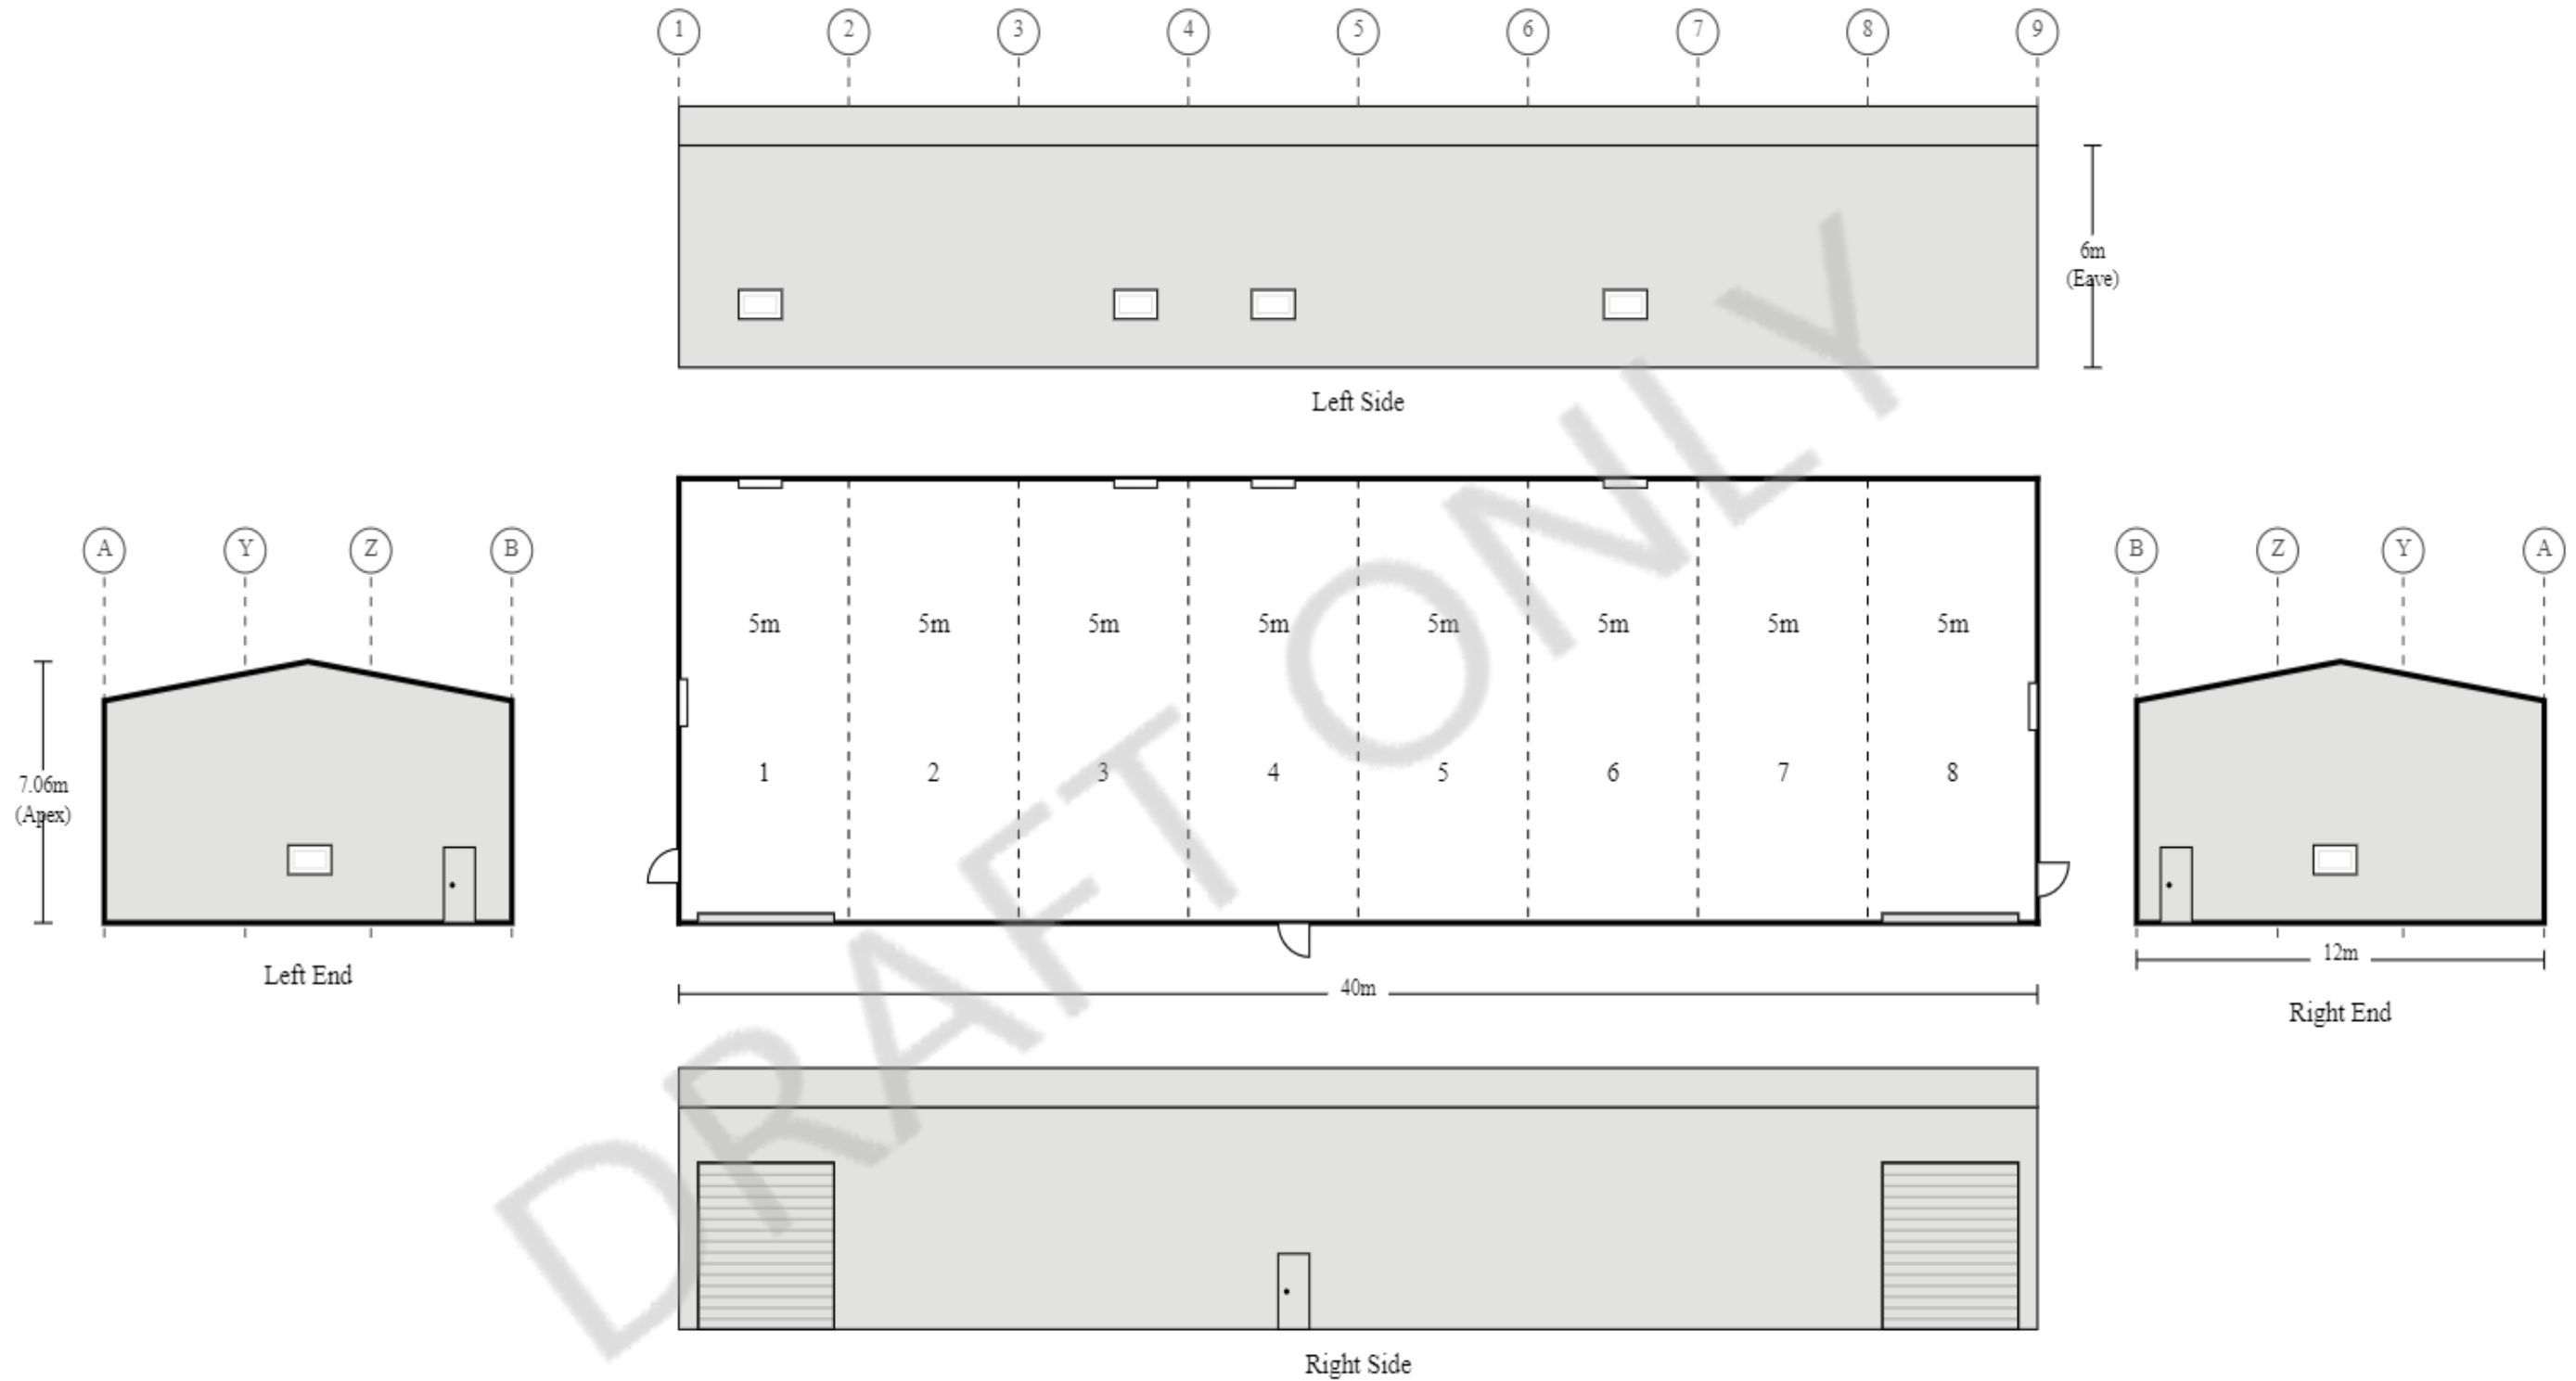 1 2 3 4 5 6 7 8 9
6m
(Eave)
Left Side
A Y Z B
B Z Y A
5m 5m 5m 5m 5m 5m 5m 5m
1 2 3 4 5 6 7 8
7.06m
(Apex)
Left End
12m
Right End
40m
Right Side
DRAFT ONLY